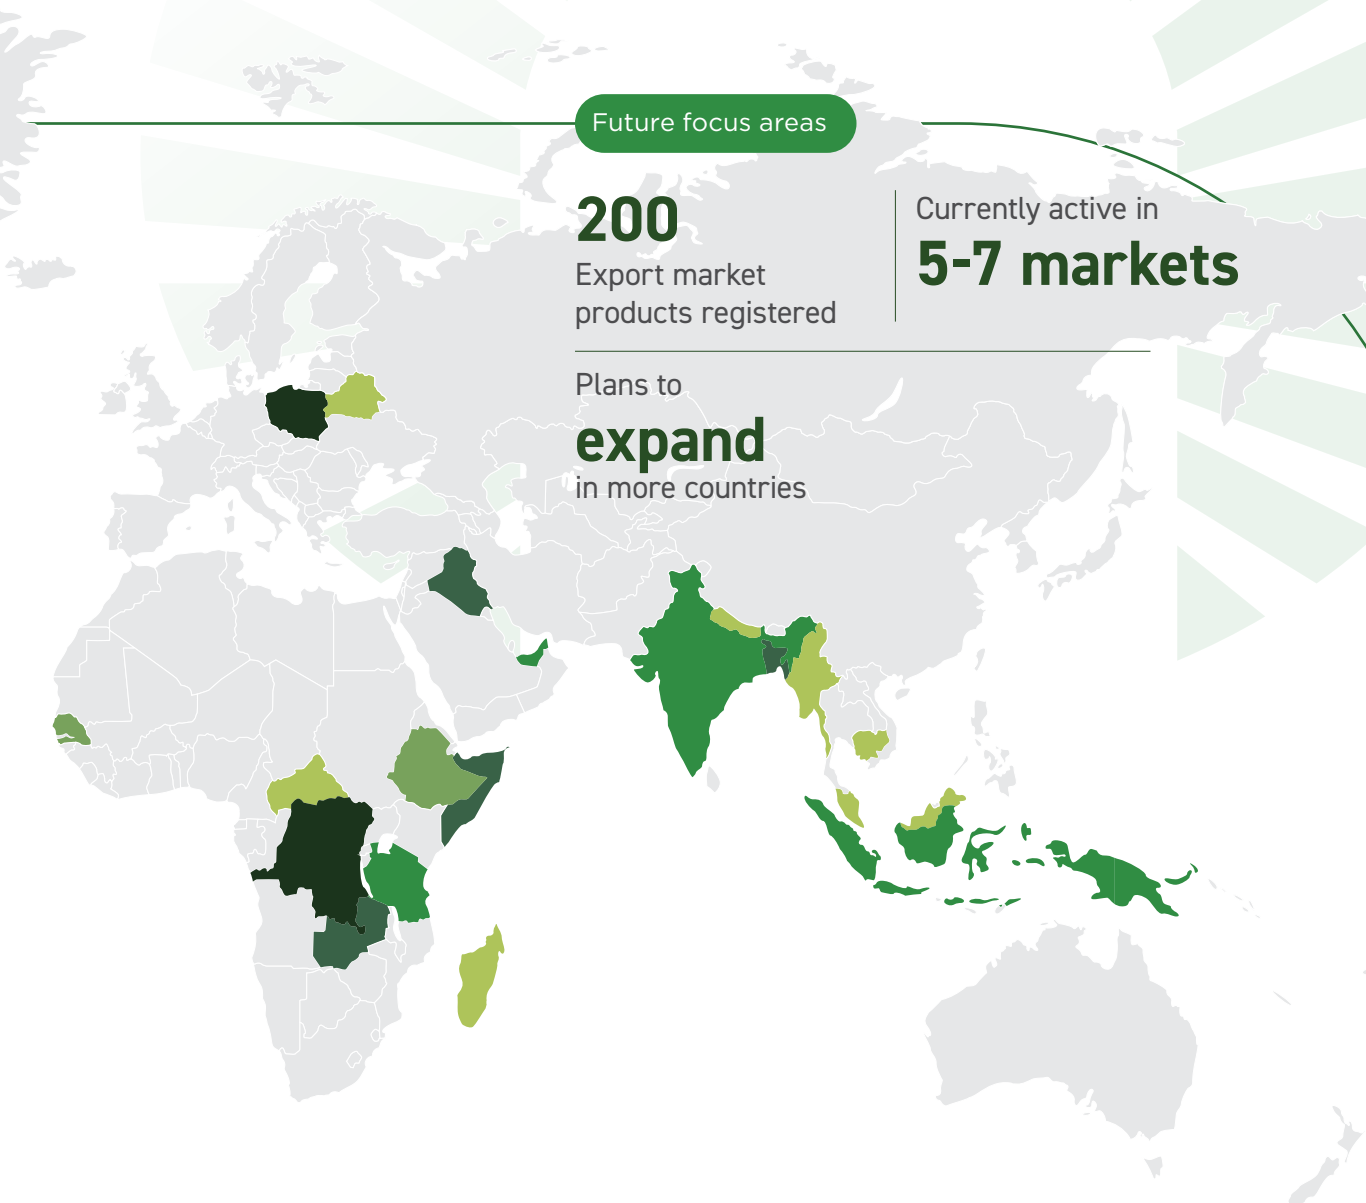 Future focus areas
200
Export market
products registered
Currently active in
5-7 markets
Plans to
expand
in more countries